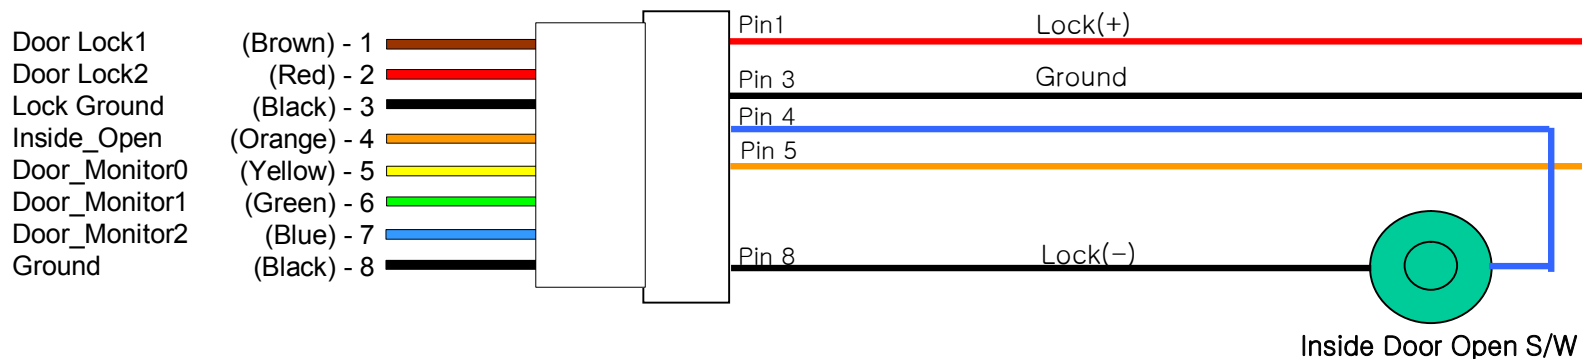 Door Lock1 (Brown) - 1
Door Lock2 (Red) - 2
Lock Ground (Black) - 3
Inside_Open (Orange) - 4
Door_Monitor0 (Yellow) - 5
Door_Monitor1 (Green) - 6
Door_Monitor2 (Blue) - 7
Ground (Black) - 8
Pin1 Lock(+)
Pin 3 Ground
Pin 4
Pin 5
Pin 8 Lock(-)
Inside Door Open S/W